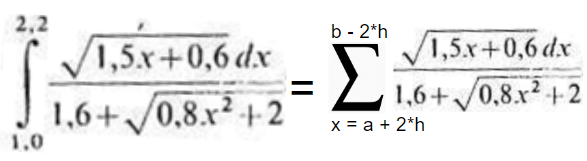 2,2
∫
1,0
√(1,5x+0,6) dx
1,6+√(0,8x² +2)
=
b - 2*h
∑
x = a + 2*h
√(1,5x+0,6) dx
1,6+√(0,8x² +2)